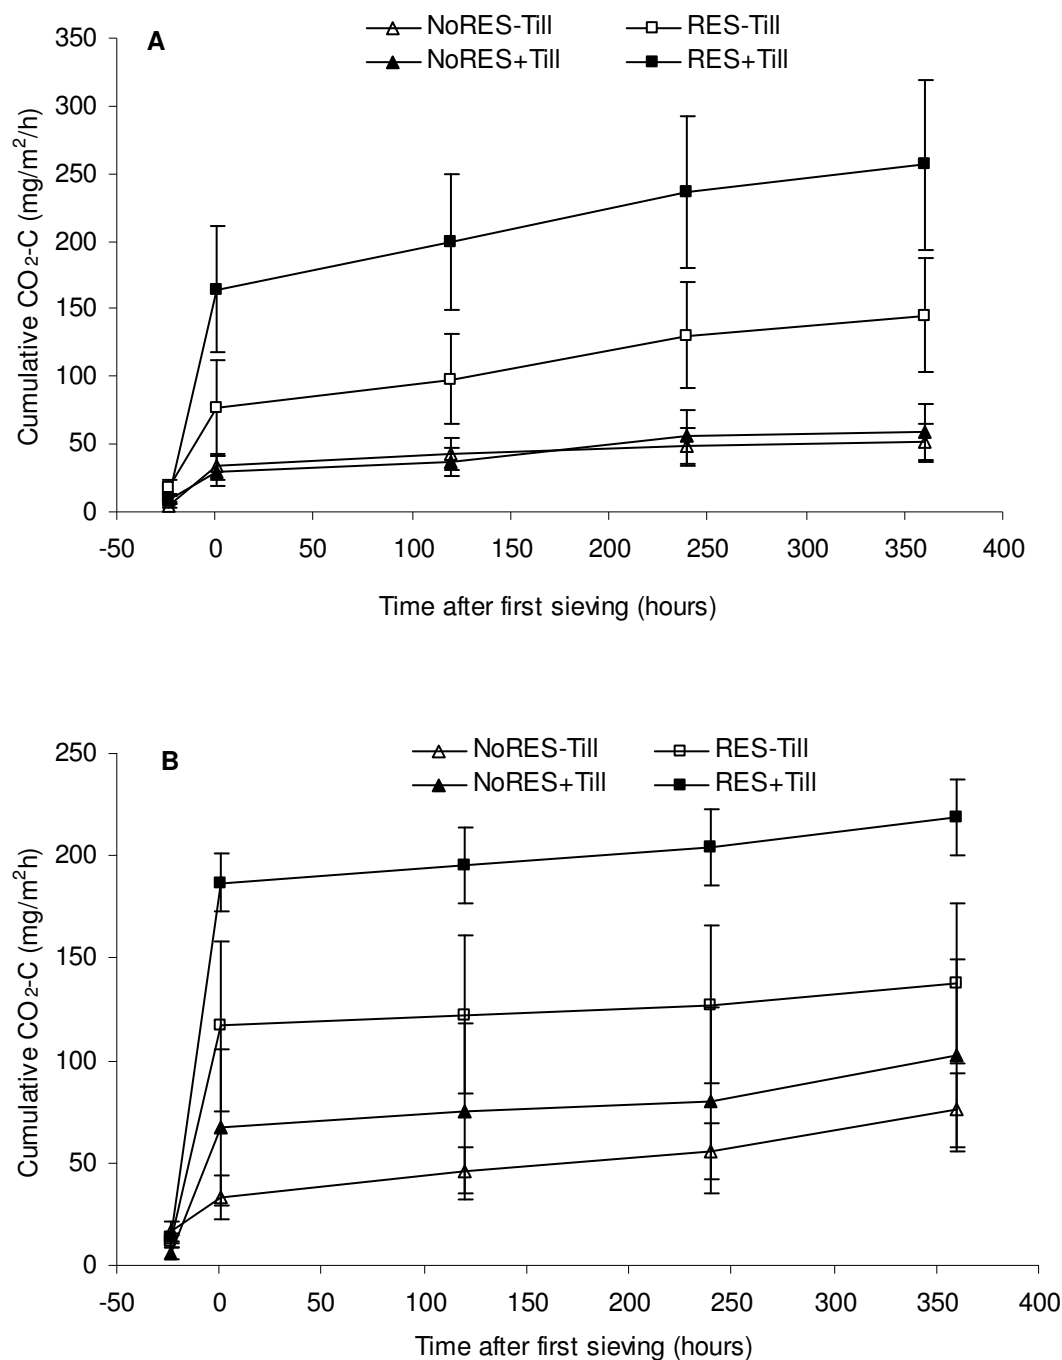 A
NoRES-Till RES-Till
NoRES+Till RES+Till
350
300
250
200
150
100
50
0
Cumulative CO₂-C (mg/m²/h)
-50 0 50 100 150 200 250 300 350 400
Time after first sieving (hours)
B
NoRES-Till RES-Till
NoRES+Till RES+Till
250
200
150
100
50
0
Cumulative CO₂-C (mg/m²h)
-50 0 50 100 150 200 250 300 350 400
Time after first sieving (hours)